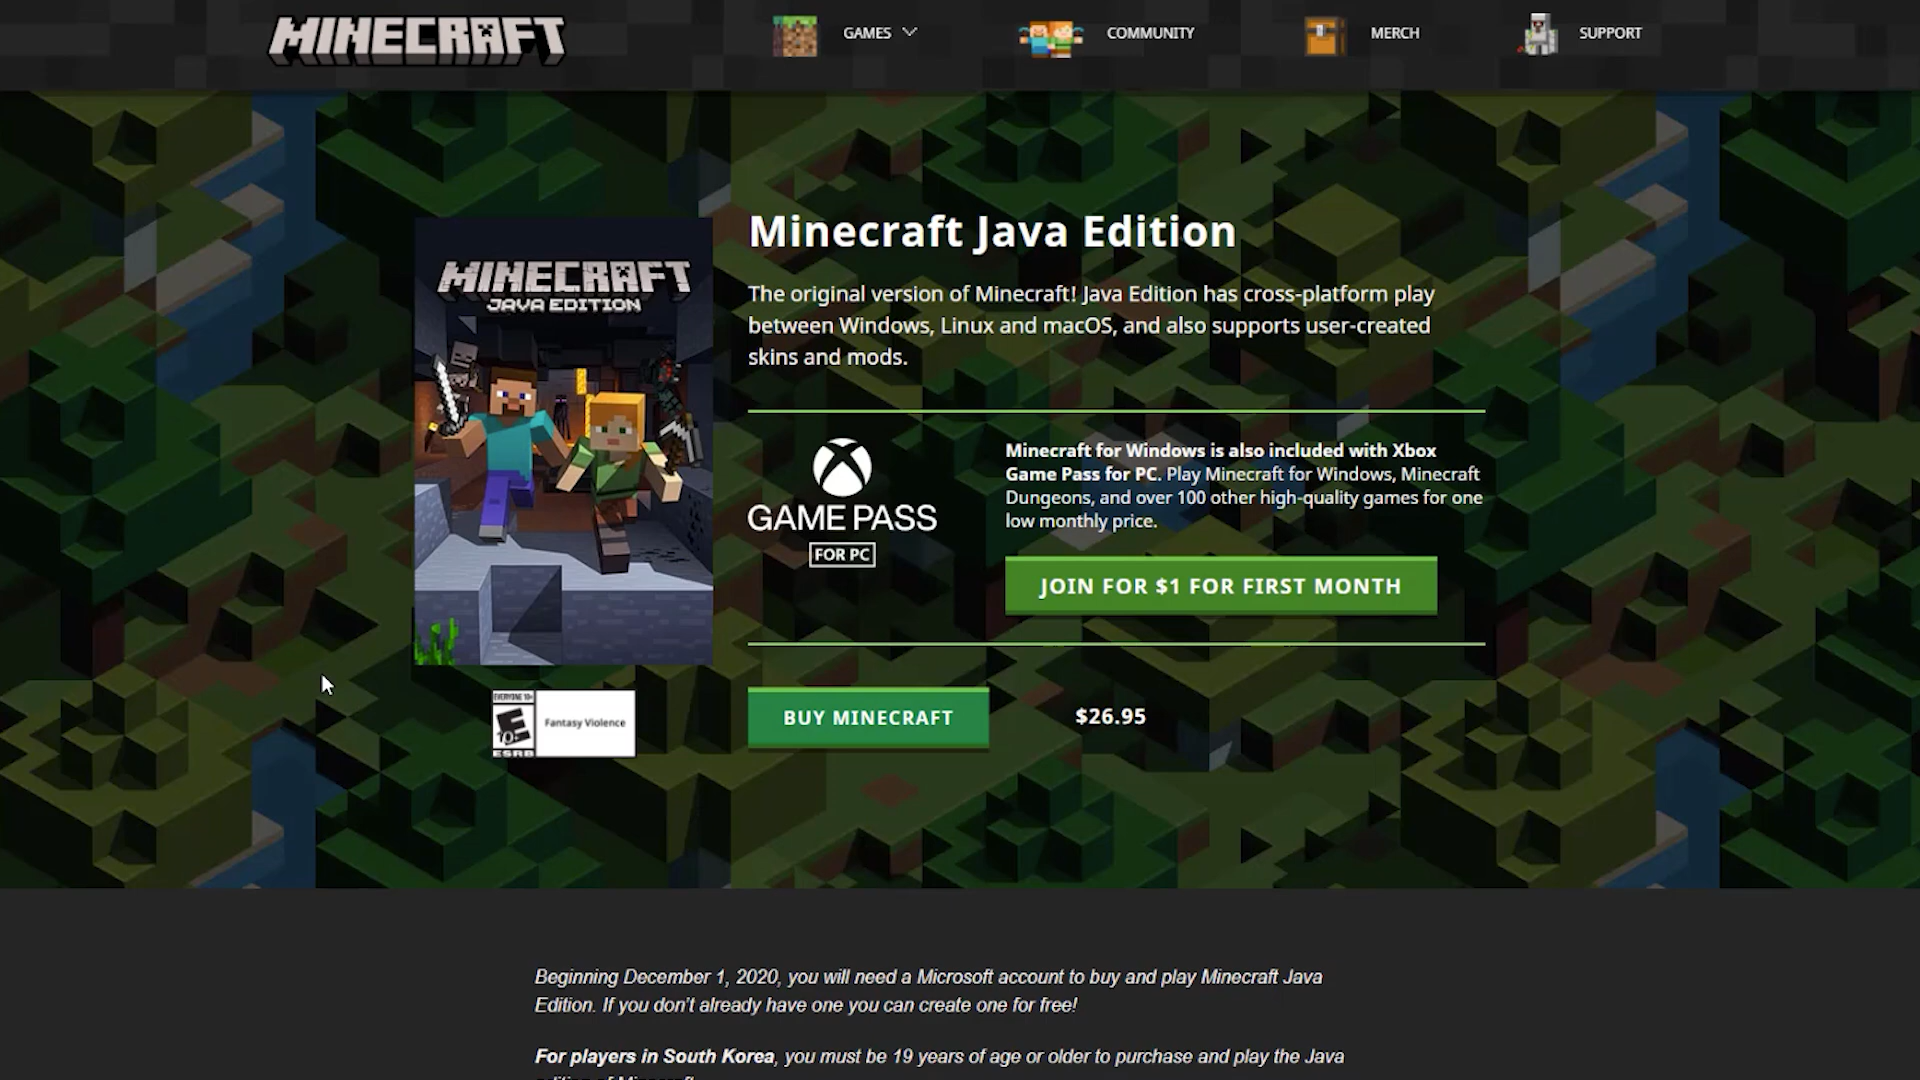 MINECRAFT
GAMES
COMMUNITY
MERCH
SUPPORT
MINECRAFT
JAVA EDITION
Minecraft Java Edition
The original version of Minecraft! Java Edition has cross-platform play
between Windows, Linux and macOS, and also supports user-created
skins and mods.
GAME PASS
FOR PC
Minecraft for Windows is also included with Xbox
Game Pass for PC. Play Minecraft for Windows, Minecraft
Dungeons, and over 100 other high-quality games for one
low monthly price.
JOIN FOR $1 FOR FIRST MONTH
EVERYONE 10+
E
10+
ESRB
Fantasy Violence
BUY MINECRAFT
$26.95
Beginning December 1, 2020, you will need a Microsoft account to buy and play Minecraft Java
Edition. If you don't already have one you can create one for free!
For players in South Korea, you must be 19 years of age or older to purchase and play the Java